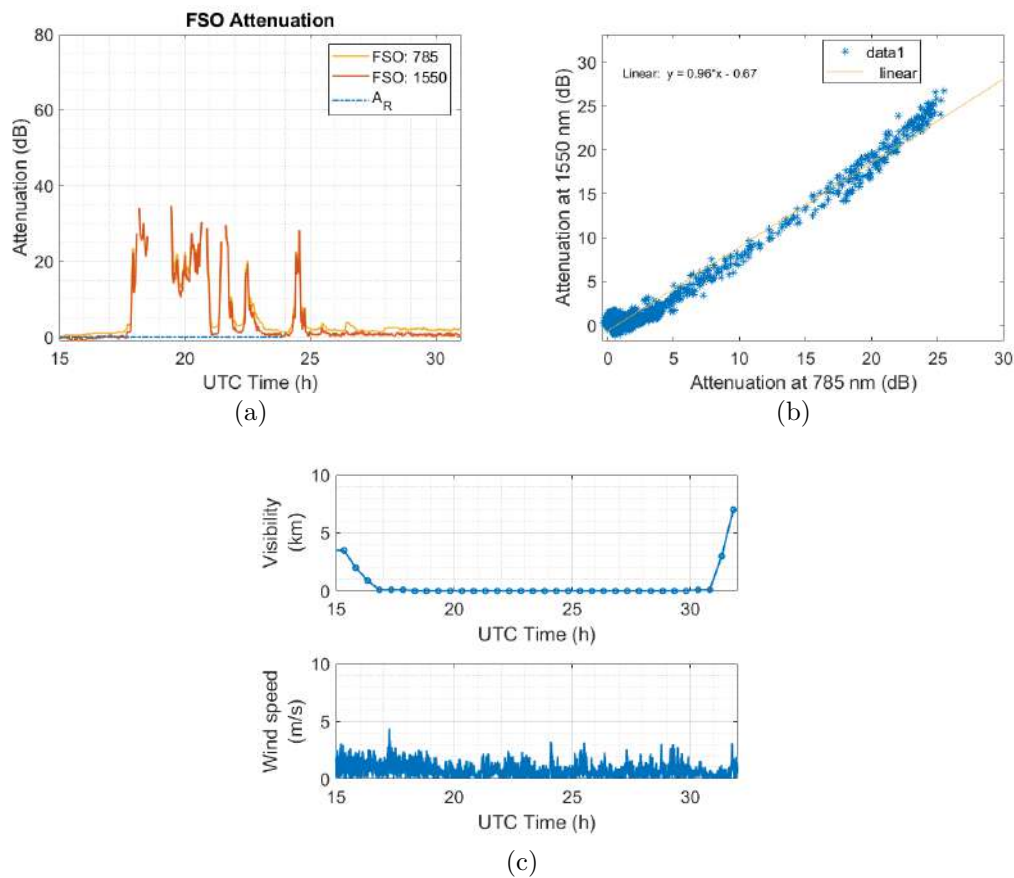 FSO Attenuation
80
60
40
20
0
Attenuation (dB)
FSO: 785
FSO: 1550
A_R
15 20 25 30
UTC Time (h)
(a)
30
25
20
15
10
5
0
Attenuation at 1550 nm (dB)
Linear: y = 0.96*x - 0.67
data1
linear
0 5 10 15 20 25 30
Attenuation at 785 nm (dB)
(b)
10
5
0
Visibility
(km)
15 20 25 30
UTC Time (h)
10
5
0
Wind speed
(m/s)
15 20 25 30
UTC Time (h)
(c)